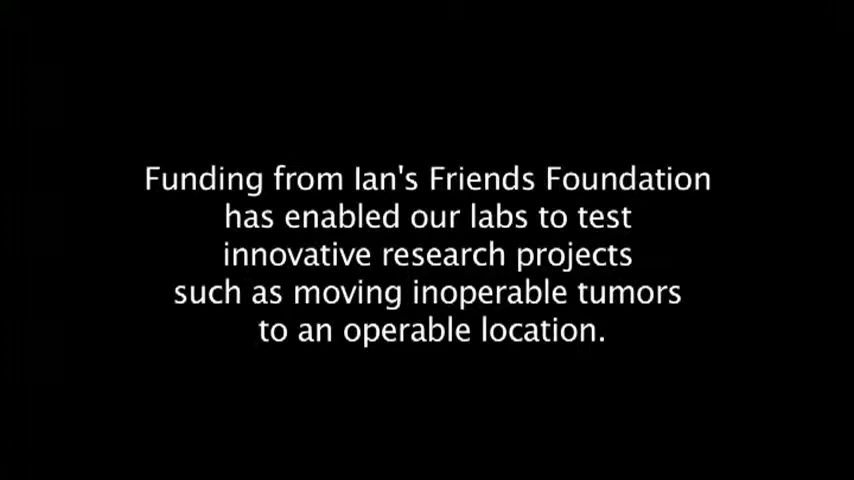 Funding from Ian's Friends Foundation
has enabled our labs to test
innovative research projects
such as moving inoperable tumors
to an operable location.